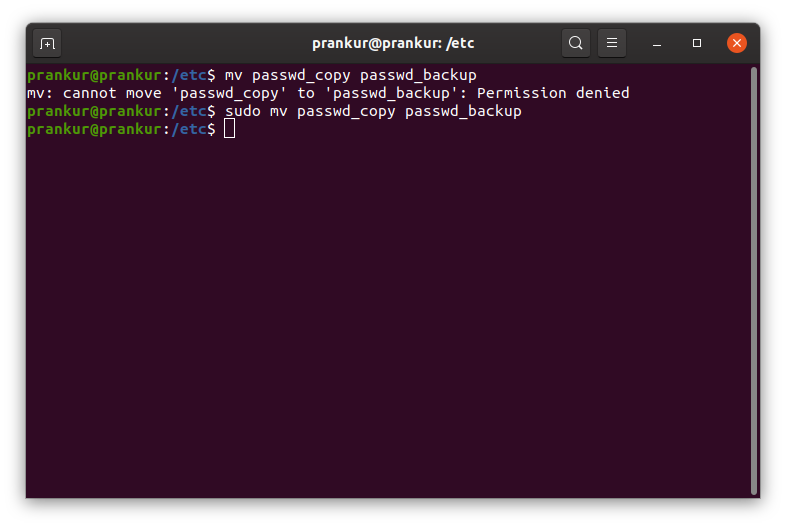 prankur@prankur: /etc
prankur@prankur:/etc$ mv passwd_copy passwd_backup
mv: cannot move 'passwd_copy' to 'passwd_backup': Permission denied
prankur@prankur:/etc$ sudo mv passwd_copy passwd_backup
prankur@prankur:/etc$